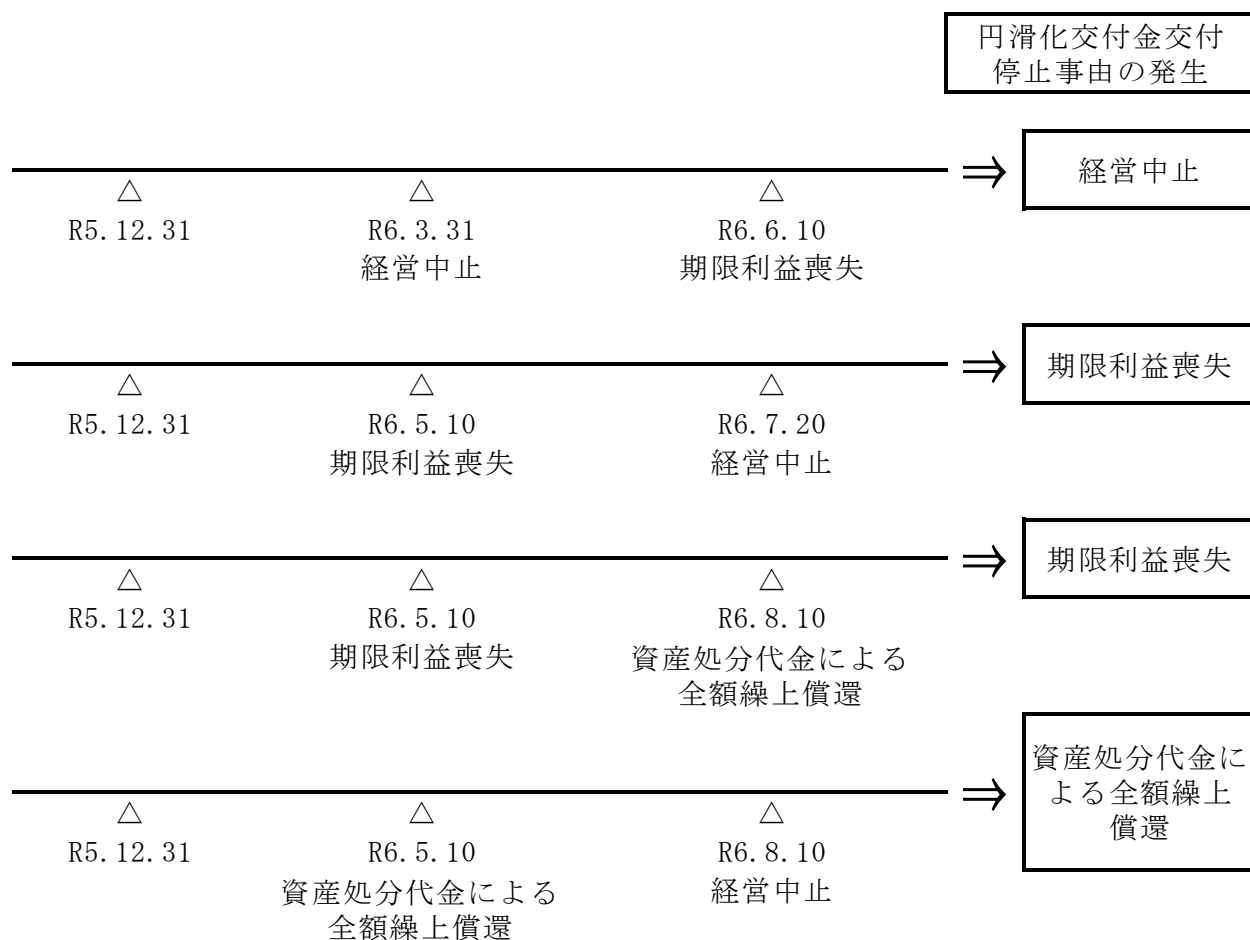 円滑化交付金交付
停止事由の発生
⇒
経営中止
△ △ △
R5.12.31 R6.3.31 R6.6.10
経営中止 期限利益喪失
⇒
期限利益喪失
△ △ △
R5.12.31 R6.5.10 R6.7.20
期限利益喪失 経営中止
⇒
期限利益喪失
△ △ △
R5.12.31 R6.5.10 R6.8.10
期限利益喪失 資産処分代金による
全額繰上償還
⇒
資産処分代金に
よる全額繰上
償還
△ △ △
R5.12.31 R6.5.10 R6.8.10
資産処分代金による 経営中止
全額繰上償還